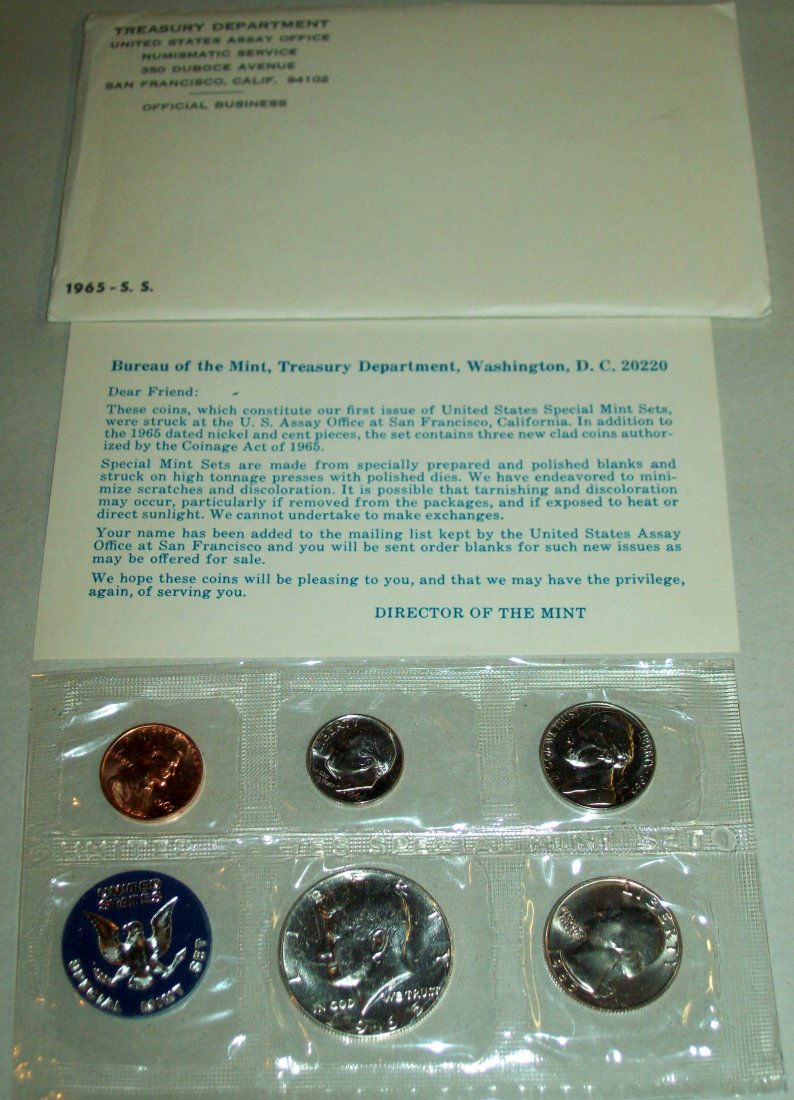 TREASURY DEPARTMENT
UNITED STATES ASSAY OFFICE
NUMISMATIC SERVICE
350 DUBOCE AVENUE
SAN FRANCISCO, CALIF. 94102
OFFICIAL BUSINESS
1965 - S. S.
Bureau of the Mint, Treasury Department, Washington, D. C. 20220
Dear Friend:
These coins, which constitute our first issue of United States Special Mint Sets,
were struck at the U. S. Assay Office at San Francisco, California. In addition to
the 1965 dated nickel and cent pieces, the set contains three new clad coins author-
ized by the Coinage Act of 1965.
Special Mint Sets are made from specially prepared and polished blanks and
struck on high tonnage presses with polished dies. We have endeavored to mini-
mize scratches and discoloration. It is possible that tarnishing and discoloration
may occur, particularly if removed from the packages, and if exposed to heat or
direct sunlight. We cannot undertake to make exchanges.
Your name has been added to the mailing list kept by the United States Assay
Office at San Francisco and you will be sent order blanks for such new issues as
may be offered for sale.
We hope these coins will be pleasing to you, and that we may have the privilege,
again, of serving you.
DIRECTOR OF THE MINT
LIBERTY
IN GOD WE TRUST
LIBERTY
SPECIAL MINT SET
UNITED
STATES
SPECIAL MINT SET
LIBERTY
IN GOD WE TRUST
LIBERTY